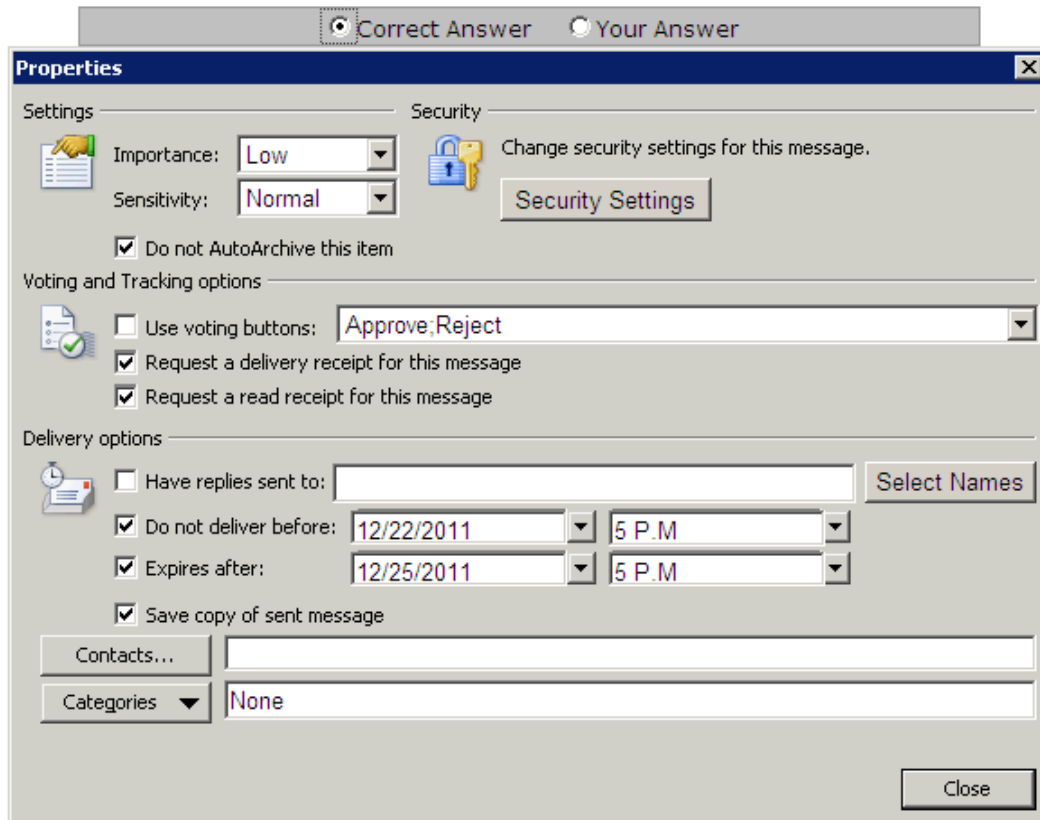 Correct Answer Your Answer
Properties
Settings Security
Importance: Low
Change security settings for this message.
Sensitivity: Normal
Security Settings
Do not AutoArchive this item
Voting and Tracking options
Use voting buttons: Approve;Reject
Request a delivery receipt for this message
Request a read receipt for this message
Delivery options
Have replies sent to: Select Names
Do not deliver before: 12/22/2011 5 P.M
Expires after: 12/25/2011 5 P.M
Save copy of sent message
Contacts...
Categories None
Close